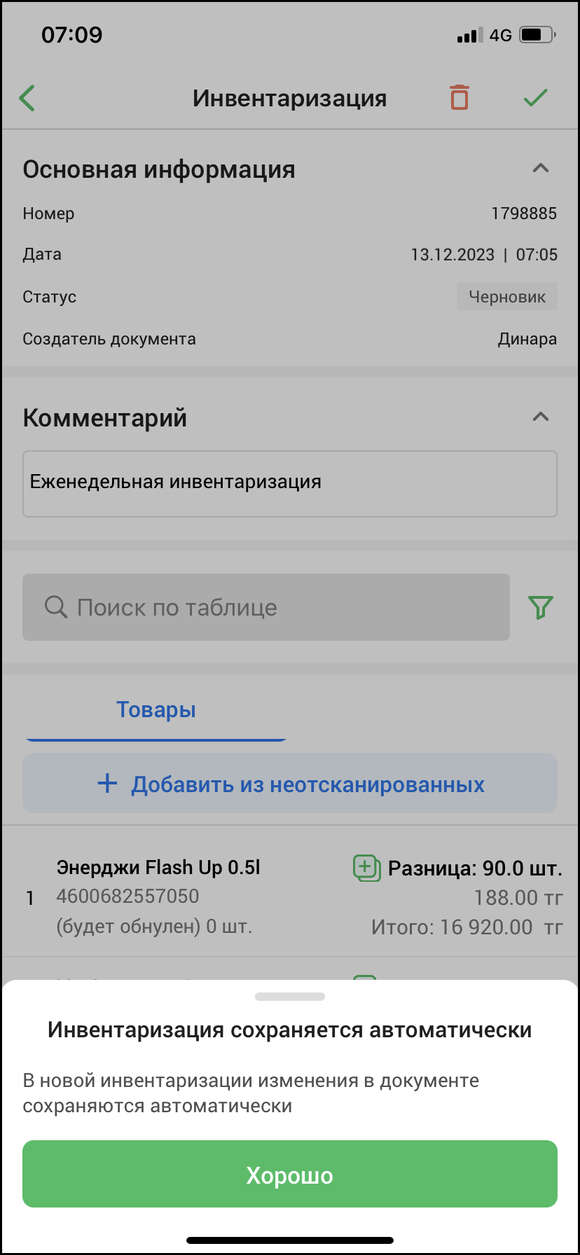 07:09
4G
Инвентаризация
Основная информация
Номер
1798885
Дата
13.12.2023 | 07:05
Статус
Черновик
Создатель документа
Динара
Комментарий
Еженедельная инвентаризация
Поиск по таблице
Товары
+ Добавить из неотсканированных
1
Энерджи Flash Up 0.5l
Разница: 90.0 шт.
4600682557050
188.00 тг
(будет обнулен) 0 шт.
Итого: 16 920.00 тг
Инвентаризация сохраняется автоматически
В новой инвентаризации изменения в документе
сохраняются автоматически
Хорошо